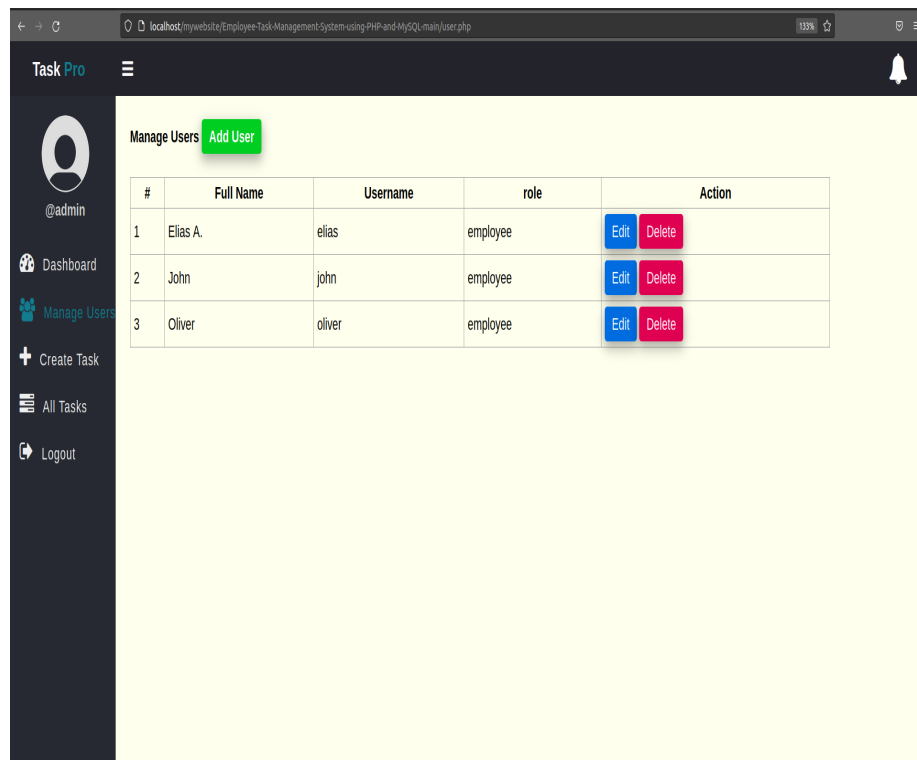 localhost/mywebsite/Employee-Task-Management-System-using-PHP-and-MySQL-main/user.php 133%
Task Pro
@admin
Dashboard
Manage Users
Create Task
All Tasks
Logout
Manage Users Add User
# Full Name Username role Action
1 Elias A. elias employee Edit Delete
2 John john employee Edit Delete
3 Oliver oliver employee Edit Delete